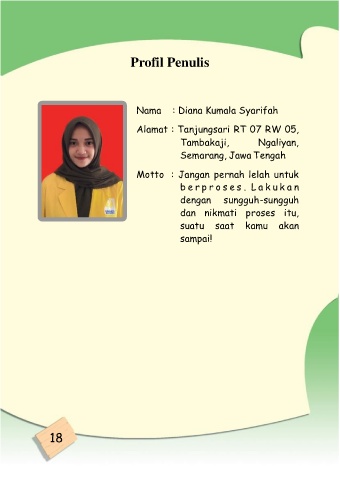 Profil Penulis
Nama : Diana Kumala Syarifah
Alamat : Tanjungsari RT 07 RW 05,
Tambakaji, Ngaliyan,
Semarang, Jawa Tengah
Motto : Jangan pernah lelah untuk
berproses. Lakukan
dengan sungguh-sungguh
dan nikmati proses itu,
suatu saat kamu akan
sampai!
18